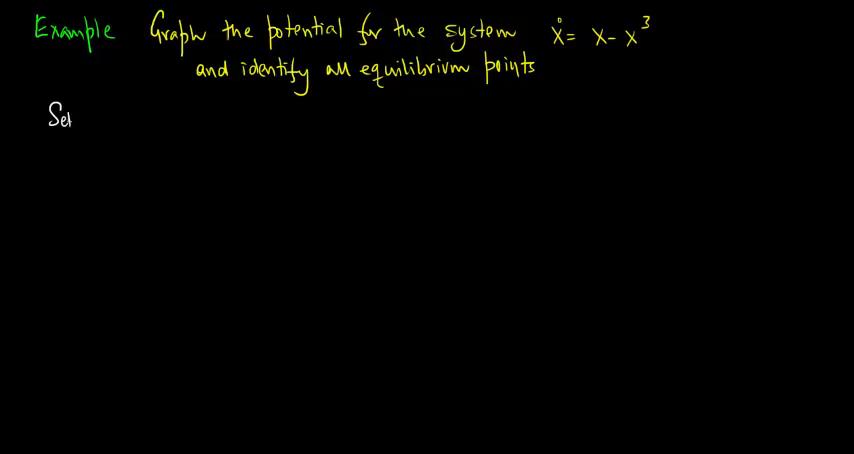 Example Graph the potential for the system ẋ = x - x³
and identify all equilibrium points
Set